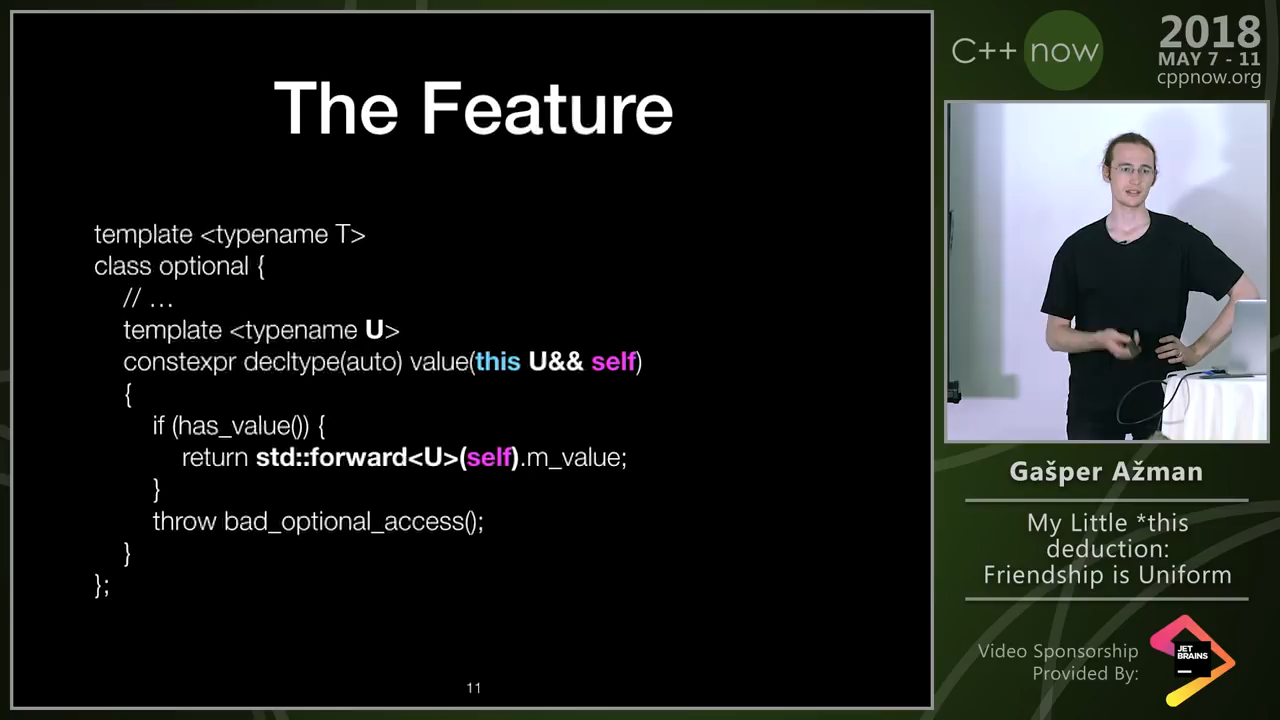 The Feature
template <typename T>
class optional {
// …
template <typename U>
constexpr decltype(auto) value(this U&& self)
{
if (has_value()) {
return std::forward<U>(self).m_value;
}
throw bad_optional_access();
}
};
11
C++ now
2018
MAY 7 - 11
cppnow.org
Gašper Ažman
My Little *this
deduction:
Friendship is Uniform
Video Sponsorship
Provided By:
JET
BRAINS